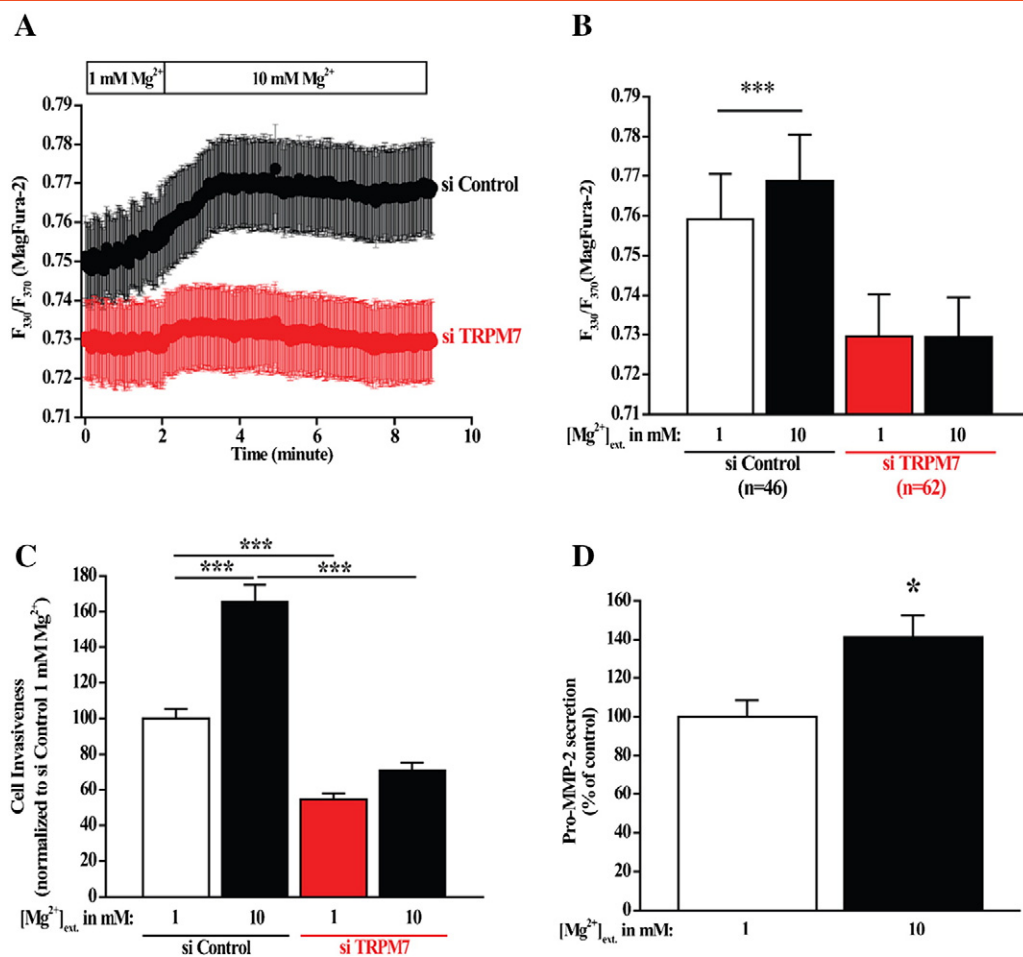 A
1 mM Mg²⁺ 10 mM Mg²⁺
F₃₃₀/F₃₇₀ (MagFura-2)
0.79
0.78
0.77
0.76
0.75
0.74
0.73
0.72
0.71
si Control
si TRPM7
0 2 4 6 8 10
Time (minute)
B
F₃₃₀/F₃₇₀(MagFura-2)
0.79
0.78
0.77
0.76
0.75
0.74
0.73
0.72
0.71
***
[Mg²⁺]ext. in mM: 1 10 1 10
si Control si TRPM7
(n=46) (n=62)
C
Cell Invasiveness
(normalized to si Control 1 mM Mg²⁺)
180
160
140
120
100
80
60
40
20
0
***
*** ***
[Mg²⁺]ext. in mM: 1 10 1 10
si Control si TRPM7
D
Pro-MMP-2 secretion
(% of control)
160
140
120
100
80
60
40
20
0
*
[Mg²⁺]ext. in mM: 1 10